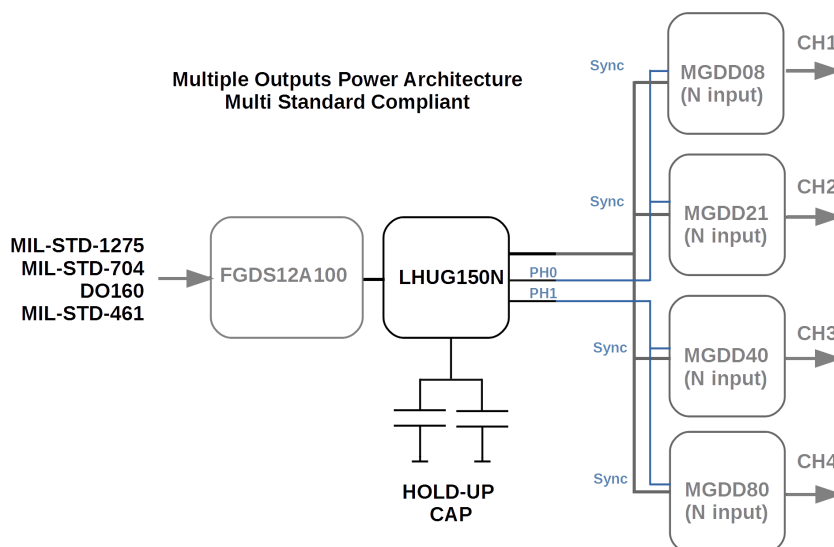 Multiple Outputs Power Architecture
Multi Standard Compliant
MIL-STD-1275
MIL-STD-704
DO160
MIL-STD-461
FGDS12A100
LHUG150N
PH0
PH1
HOLD-UP
CAP
Sync
MGDD08
(N input)
CH1
Sync
MGDD21
(N input)
CH2
Sync
MGDD40
(N input)
CH3
Sync
MGDD80
(N input)
CH4